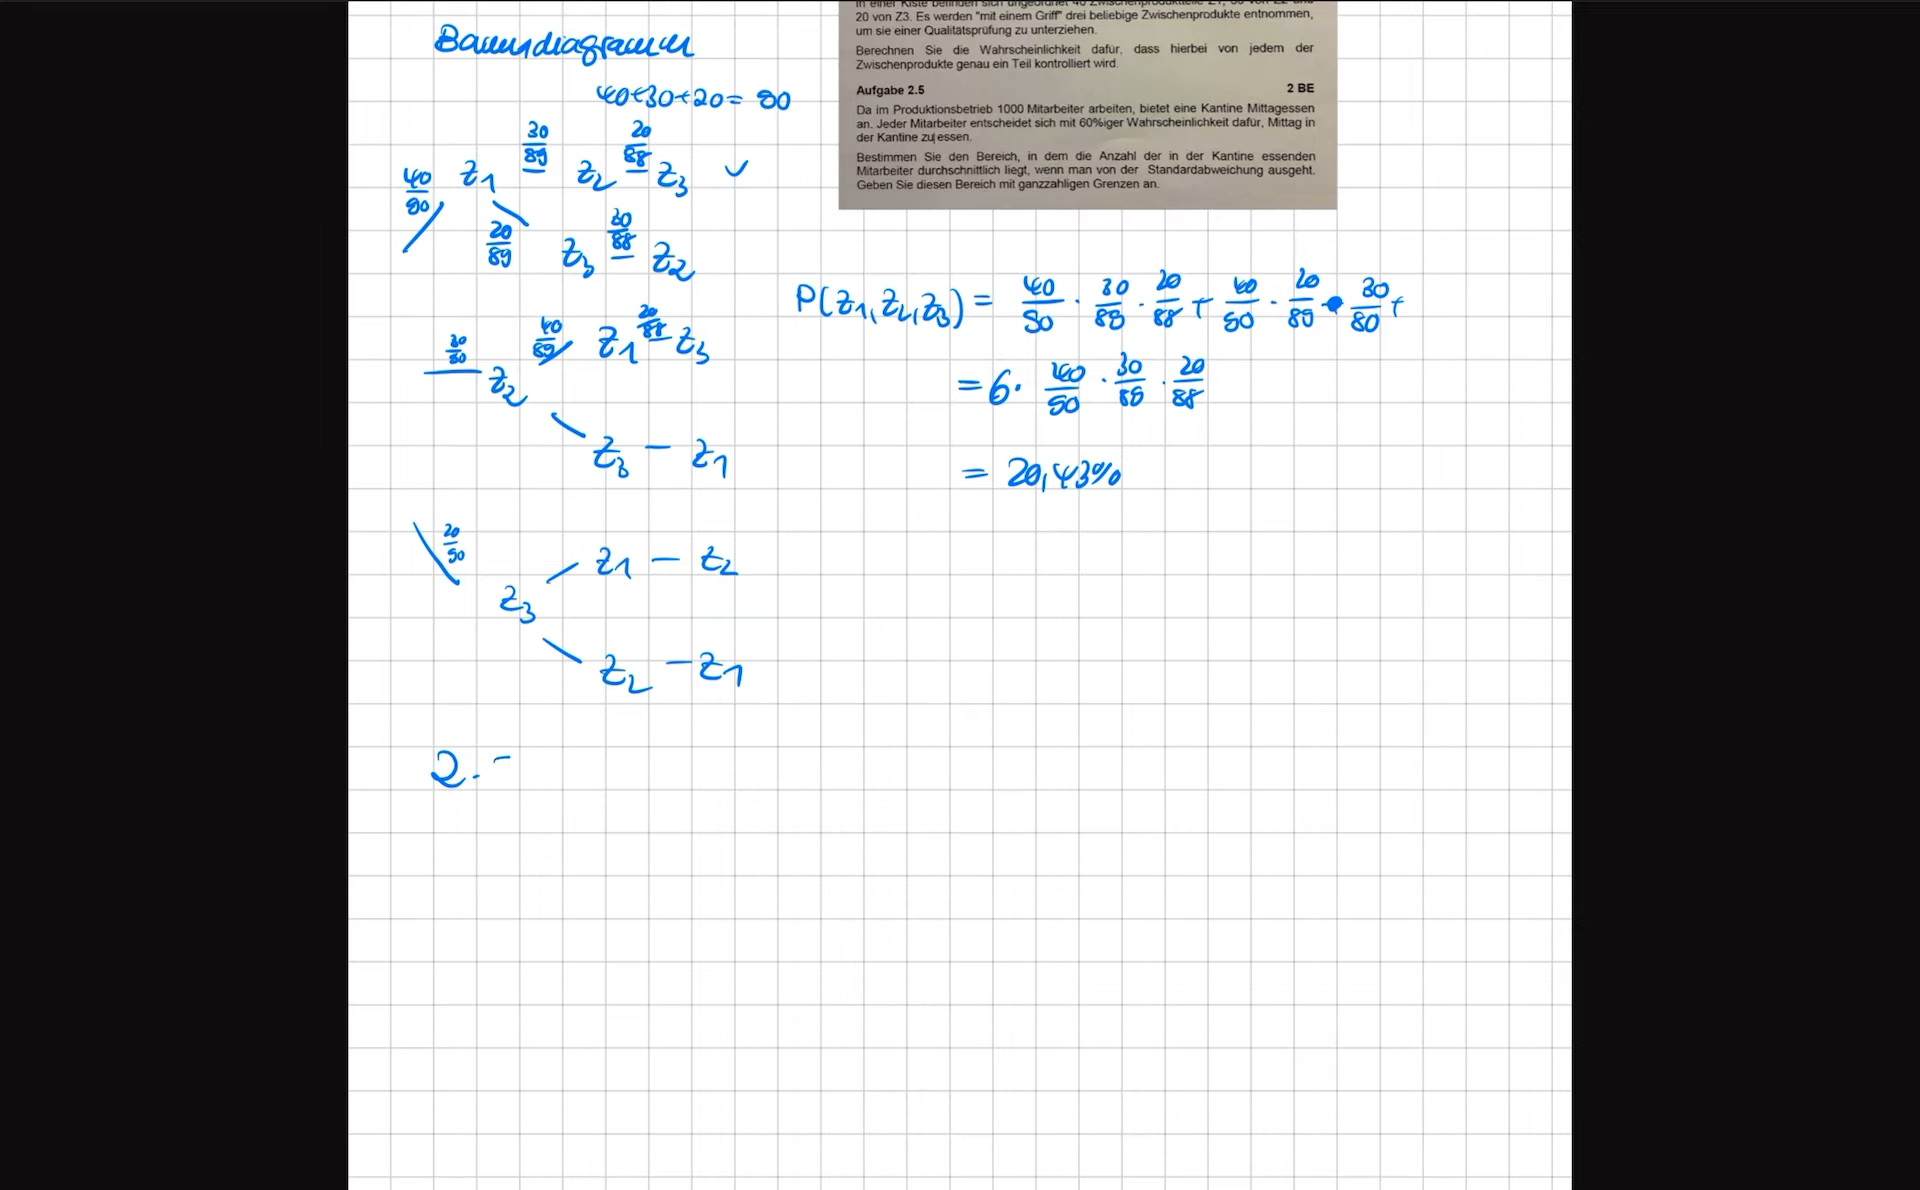 Baumdiagramm
40+30+20= 90
40/90 Z1 30/89 Z2 20/88 Z3 ✓
20/89 Z3 30/88 Z2
30/90 Z2 40/89 Z1 20/88 Z3
Z3 – Z1
20/90 Z3 Z1 – Z2
Z2 – Z1
2.
20 von Z3. Es werden "mit einem Griff" drei beliebige Zwischenprodukte entnommen,
um sie einer Qualitätsprüfung zu unterziehen.
Berechnen Sie die Wahrscheinlichkeit dafür, dass hierbei von jedem der
Zwischenprodukte genau ein Teil kontrolliert wird.
Aufgabe 2.5 2 BE
Da im Produktionsbetrieb 1000 Mitarbeiter arbeiten, bietet eine Kantine Mittagessen
an. Jeder Mitarbeiter entscheidet sich mit 60%iger Wahrscheinlichkeit dafür, Mittag in
der Kantine zu essen.
Bestimmen Sie den Bereich, in dem die Anzahl der in der Kantine essenden
Mitarbeiter durchschnittlich liegt, wenn man von der Standardabweichung ausgeht.
Geben Sie diesen Bereich mit ganzzahligen Grenzen an.
P(Z1,Z2,Z3) = 40/90 · 30/89 · 20/88 + 40/90 · 20/89 · 30/88 +
= 6 · 40/90 · 30/89 · 20/88
= 20,43%